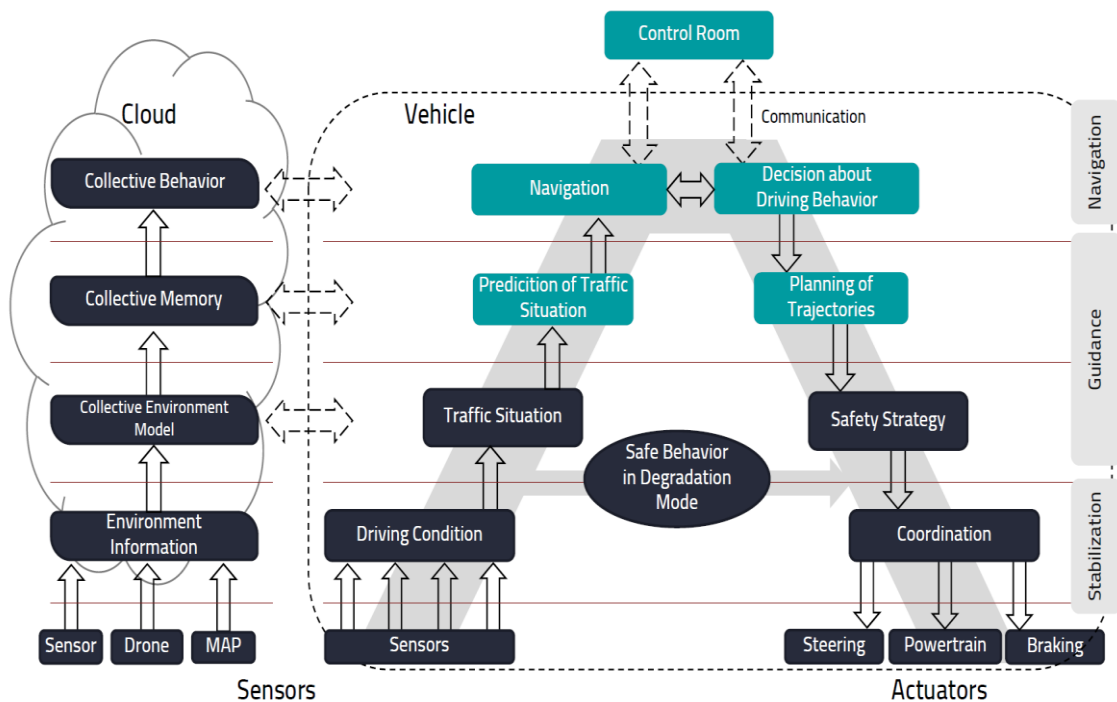 Control Room
Cloud
Vehicle
Communication
Collective Behavior
Navigation
Decision about
Driving Behavior
Navigation
Collective Memory
Predicition of Traffic
Situation
Planning of
Trajectories
Guidance
Collective Environment
Model
Traffic Situation
Safety Strategy
Safe Behavior
in Degradation
Mode
Environment
Information
Driving Condition
Coordination
Stabilization
Sensor
Drone
MAP
Sensors
Steering
Powertrain
Braking
Sensors
Actuators